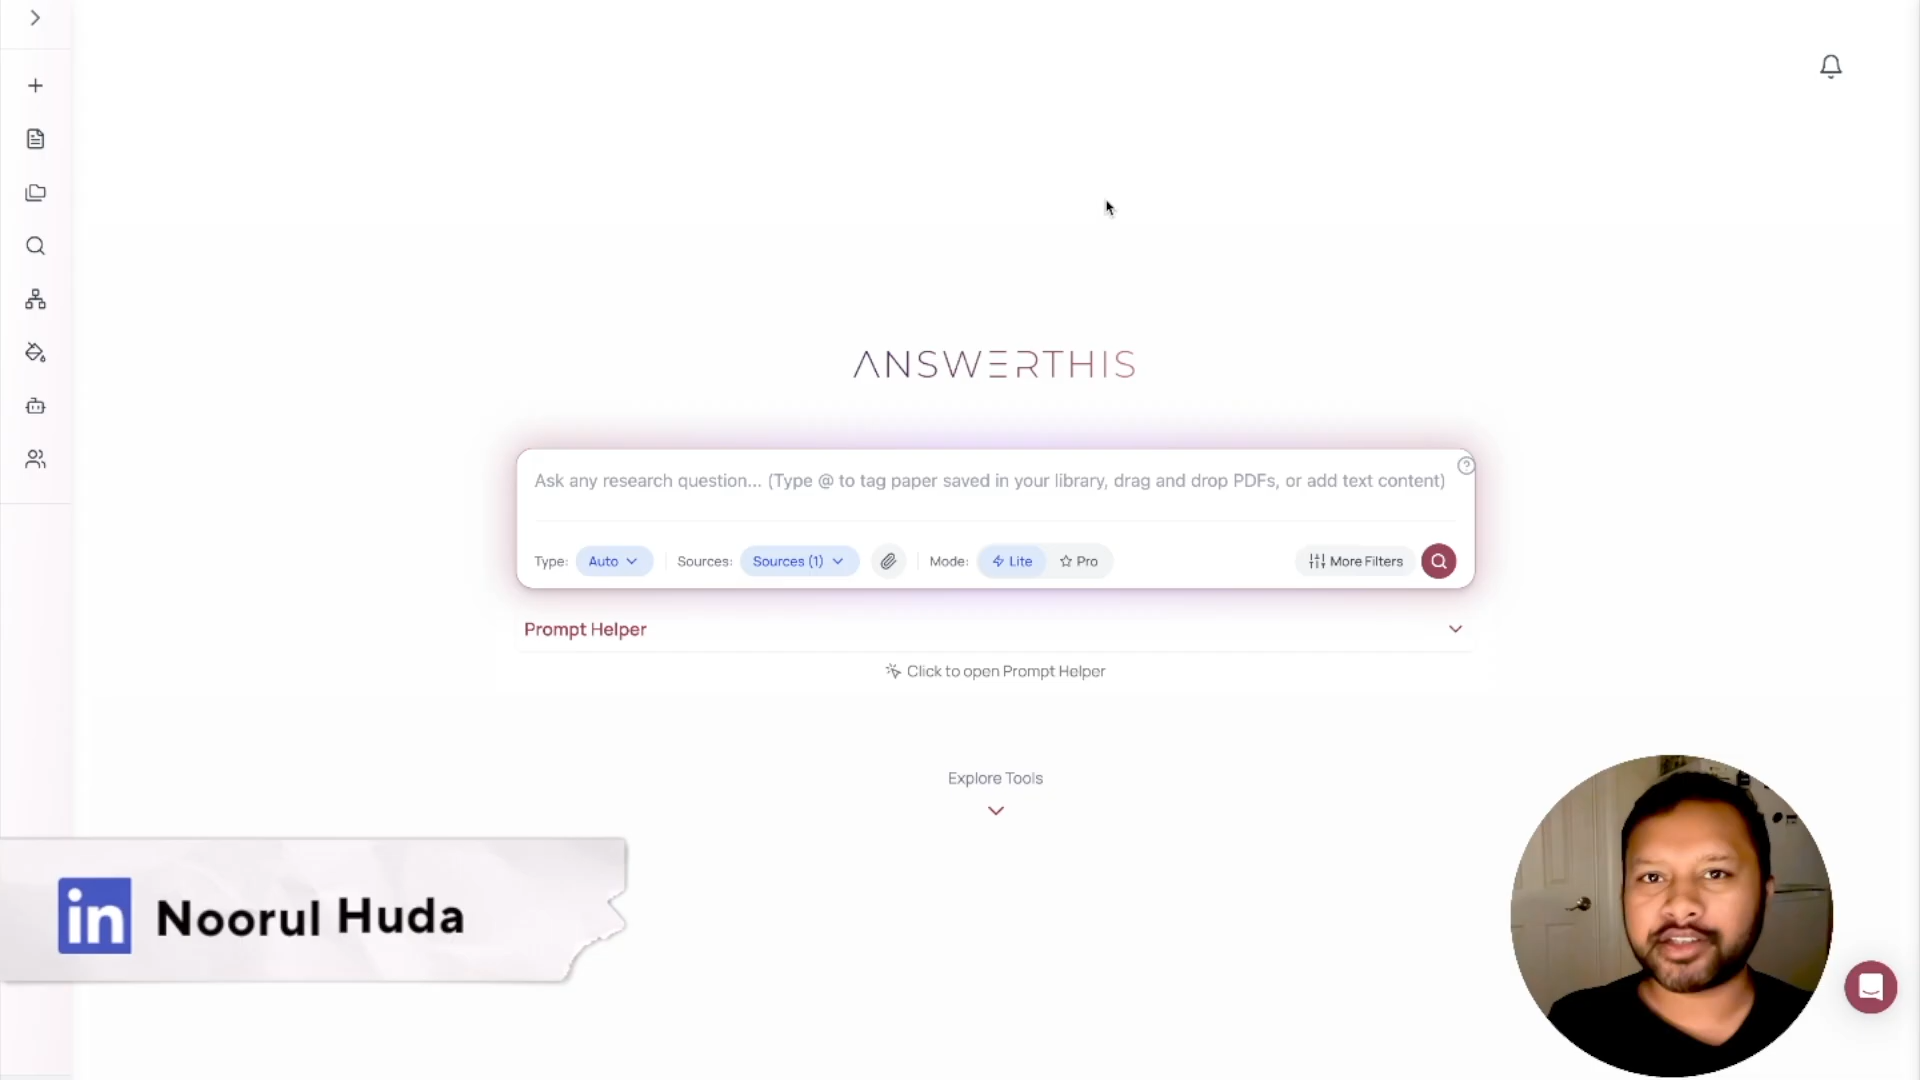 ANSWERTHIS
Ask any research question... (Type @ to tag paper saved in your library, drag and drop PDFs, or add text content)
Type: Auto Sources: Sources (1) Mode: Lite Pro More Filters
Prompt Helper
Click to open Prompt Helper
Explore Tools
in Noorul Huda